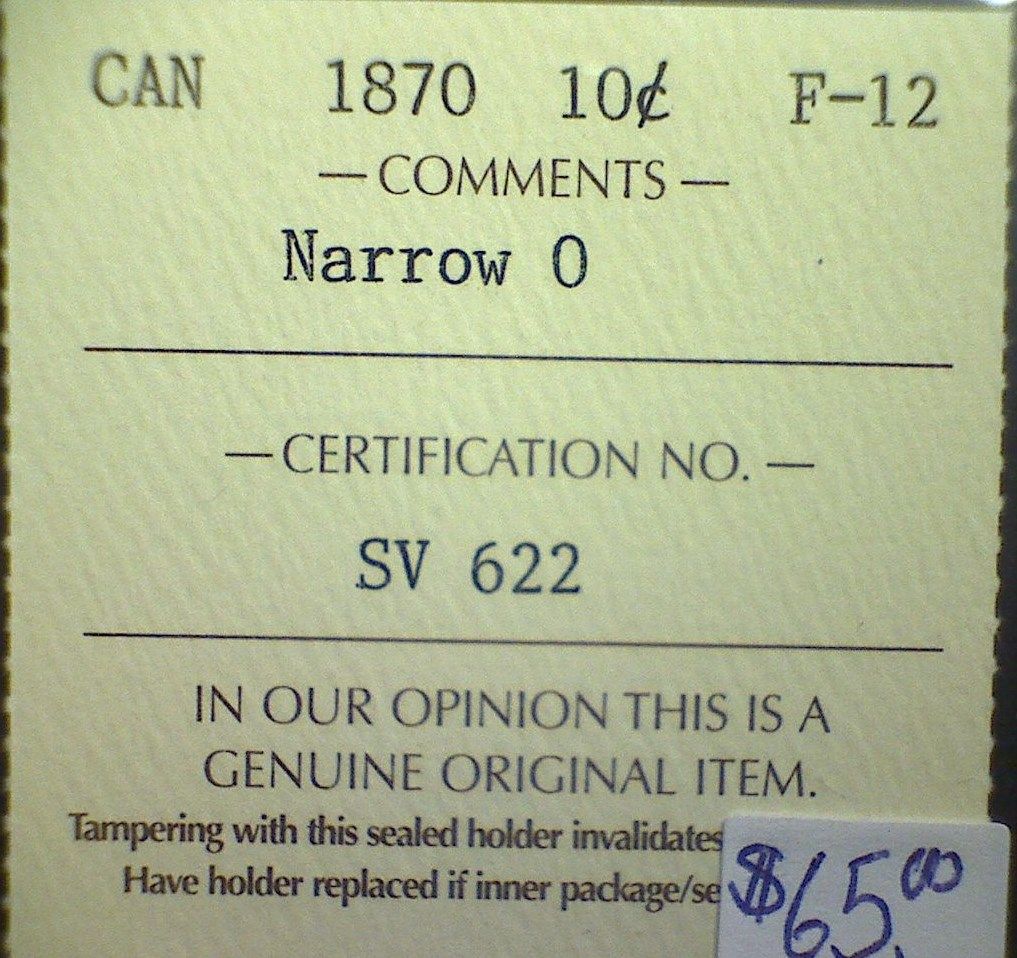 CAN 1870 10¢ F-12
— COMMENTS —
Narrow 0
— CERTIFICATION NO. —
SV 622
IN OUR OPINION THIS IS A
GENUINE ORIGINAL ITEM.
Tampering with this sealed holder invalidates
Have holder replaced if inner package/se
$65.00